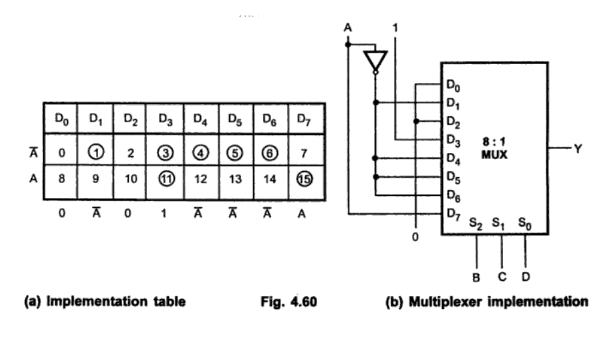 D0 D1 D2 D3 D4 D5 D6 D7
A̅ 0 1 2 3 4 5 6 7
A 8 9 10 11 12 13 14 15
0 A̅ 0 1 A̅ A̅ A̅ A
(a) Implementation table
Fig. 4.60
A 1
D0
D1
D2
D3
D4
D5
D6
D7
8 : 1
MUX
Y
S2 S1 S0
0
B C D
(b) Multiplexer implementation